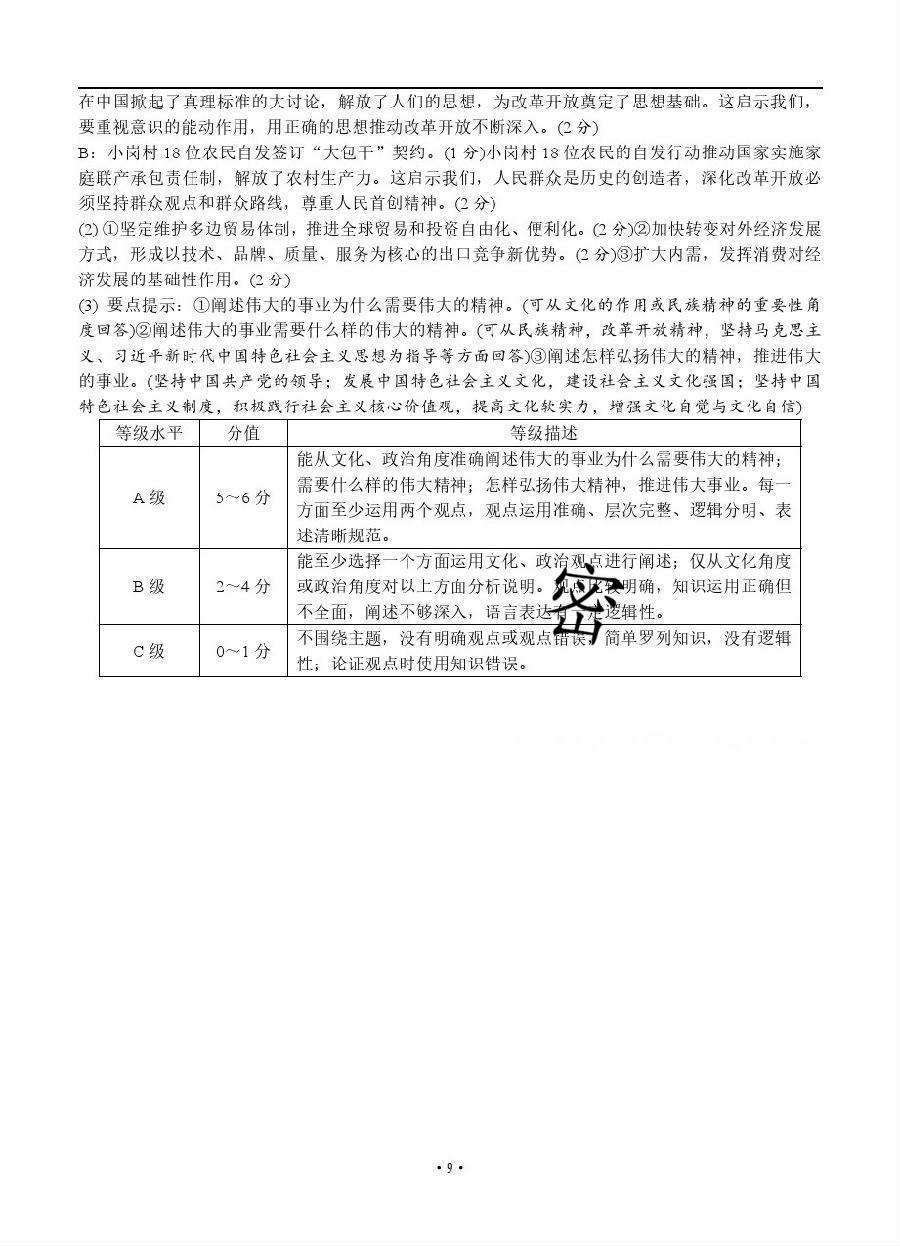 在中国掀起了真理标准的大讨论，解放了人们的思想，为改革开放奠定了思想基础。这启示我们，
要重视意识的能动作用，用正确的思想推动改革开放不断深入。(2 分)
B：小岗村 18 位农民自发签订“大包干”契约。(1 分)小岗村 18 位农民的自发行动推动国家实施家
庭联产承包责任制，解放了农村生产力。这启示我们，人民群众是历史的创造者，深化改革开放必
须坚持群众观点和群众路线，尊重人民首创精神。(2 分)
(2) ①坚定维护多边贸易体制，推进全球贸易和投资自由化、便利化。(2 分)②加快转变对外经济发展
方式，形成以技术、品牌、质量、服务为核心的出口竞争新优势。(2 分)③扩大内需，发挥消费对经
济发展的基础性作用。(2 分)
(3) 要点提示：①阐述伟大的事业为什么需要伟大的精神。(可从文化的作用或民族精神的重要性角
度回答)②阐述伟大的事业需要什么样的伟大的精神。(可从民族精神，改革开放精神，坚持马克思主
义、习近平新时代中国特色社会主义思想为指导等方面回答)③阐述怎样弘扬伟大的精神，推进伟大
的事业。(坚持中国共产党的领导；发展中国特色社会主义文化，建设社会主义文化强国；坚持中国
特色社会主义制度，积极践行社会主义核心价值观，提高文化软实力，增强文化自觉与文化自信)
等级水平 分值 等级描述
能从文化、政治角度准确阐述伟大的事业为什么需要伟大的精神；
需要什么样的伟大精神；怎样弘扬伟大精神，推进伟大事业。每一
A 级 5～6 分
方面至少运用两个观点，观点运用准确、层次完整、逻辑分明、表
述清晰规范。
能至少选择一个方面运用文化、政治观点进行阐述；仅从文化角度
B 级 2～4 分 或政治角度对以上方面分析说明。观点比较明确，知识运用正确但
不全面，阐述不够深入，语言表达有一定逻辑性。
密
C 级 0～1 分 不围绕主题，没有明确观点或观点错误，简单罗列知识，没有逻辑
性；论证观点时使用知识错误。
·9·